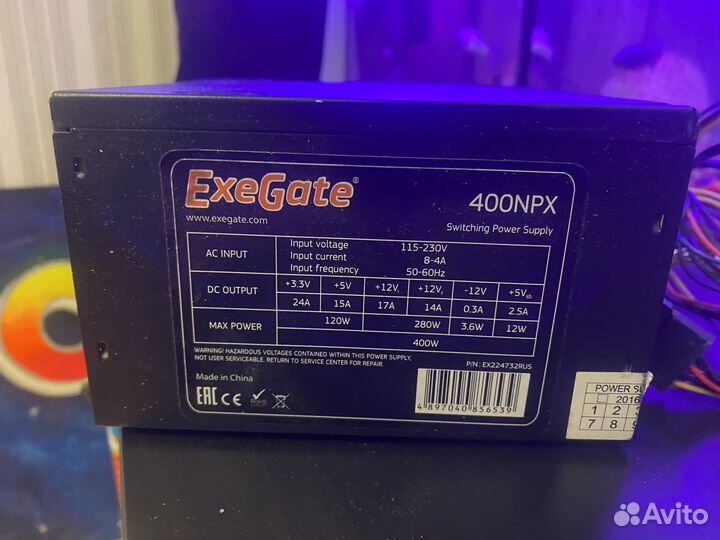 ExeGate®
www.exegate.com
400NPX
Switching Power Supply
AC INPUT
Input voltage 115-230V
Input current 8-4A
Input frequency 50-60Hz
DC OUTPUT +3.3V +5V +12V1 +12V2 -12V +5Vsb
24A 15A 17A 14A 0.3A 2.5A
MAX POWER 120W 280W 3.6W 12W
400W
WARNING! HAZARDOUS VOLTAGES CONTAINED WITHIN THIS POWER SUPPLY,
NOT USER SERVICEABLE. RETURN TO SERVICE CENTER FOR REPAIR.
P/N: EX224732RUS
Made in China
EAC CE RoHS
4 897040 856539
POWER
2016
1 2
7 8
Avito